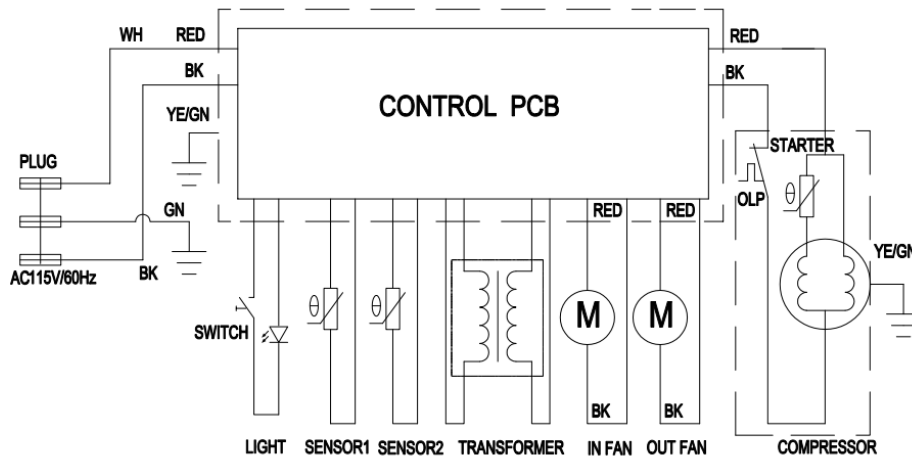 WH RED
RED
BK
BK
CONTROL PCB
YE/GN
PLUG
STARTER
θ
OLP
GN
RED RED
YE/GN
AC115V/60Hz
BK
θ θ
M M
SWITCH
BK BK
LIGHT SENSOR1 SENSOR2 TRANSFORMER IN FAN OUT FAN COMPRESSOR